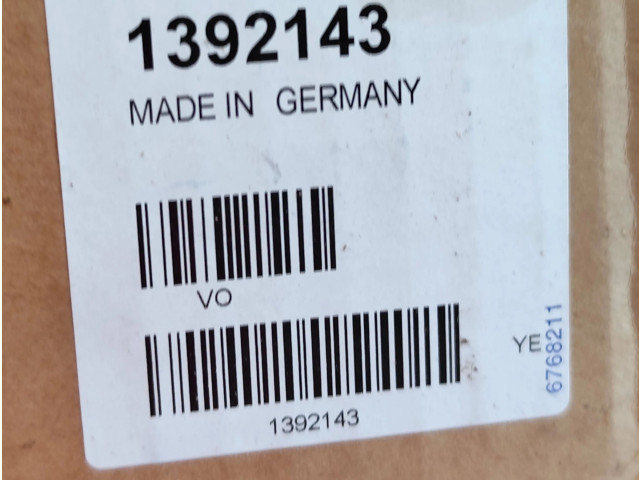 1392143
MADE IN GERMANY
VO
1392143
YE
6768211